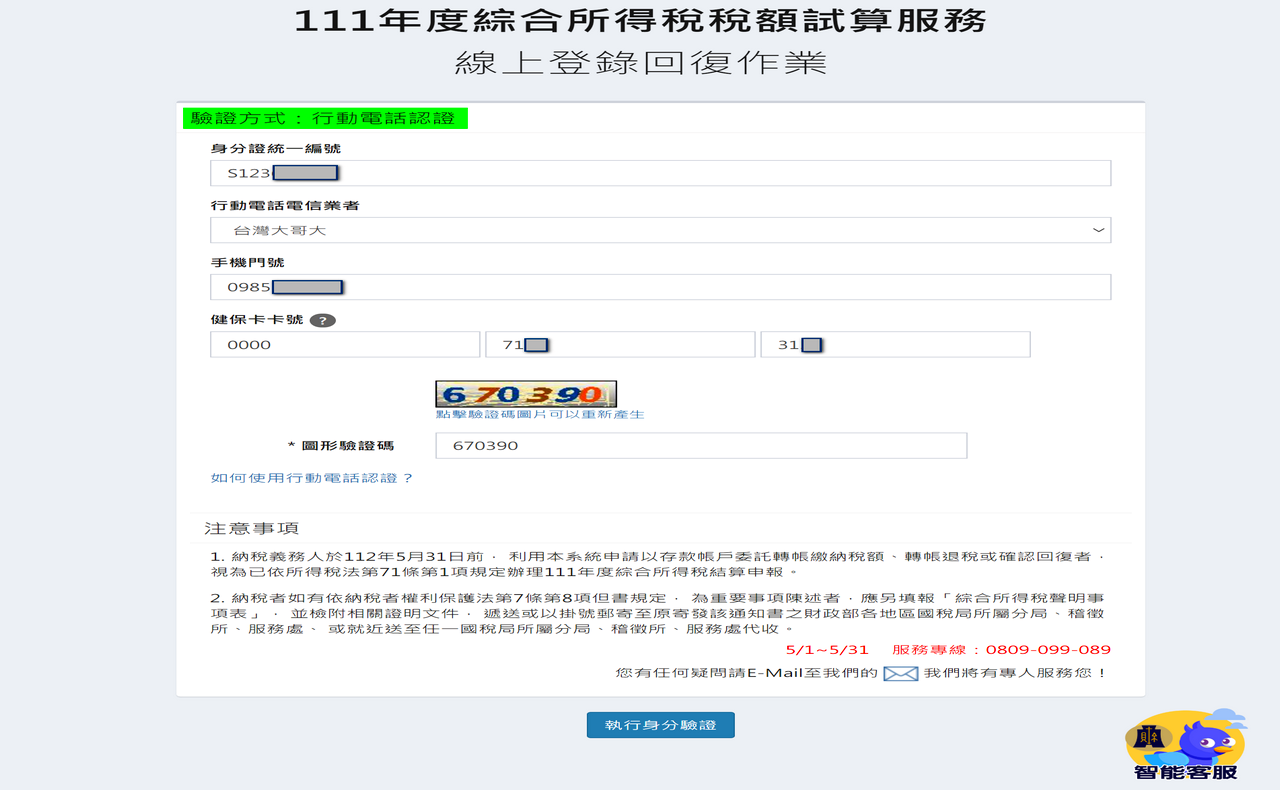 111年度綜合所得稅稅額試算服務
線上登錄回復作業
驗證方式：行動電話認證
身分證統一編號
S123
行動電話電信業者
台灣大哥大
手機門號
0985
健保卡卡號 ?
0000 71 31
670390
點擊驗證碼圖片可以重新產生
* 圖形驗證碼 670390
如何使用行動電話認證？
注意事項
1. 納稅義務人於112年5月31日前， 利用本系統申請以存款帳戶委託轉帳繳納稅額、轉帳退稅或確認回復者，
視為已依所得稅法第71條第1項規定辦理111年度綜合所得稅結算申報。
2. 納稅者如有依納稅者權利保護法第7條第8項但書規定， 為重要事項陳述者，應另填報「綜合所得稅聲明事
項表」， 並檢附相關證明文件， 遞送或以掛號郵寄至原寄發該通知書之財政部各地區國稅局所屬分局、稽徵
所、服務處、 或就近送至任一國稅局所屬分局、稽徵所、服務處代收。
5/1~5/31 服務專線：0809-099-089
您有任何疑問請E-Mail至我們的 我們將有專人服務您！
執行身分驗證
智能客服